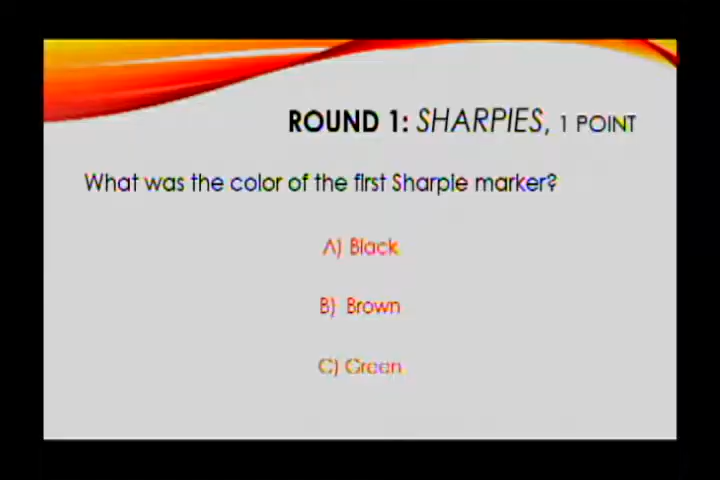 ROUND 1: SHARPIES, 1 POINT
What was the color of the first Sharpie marker?
A) Black
B) Brown
C) Green